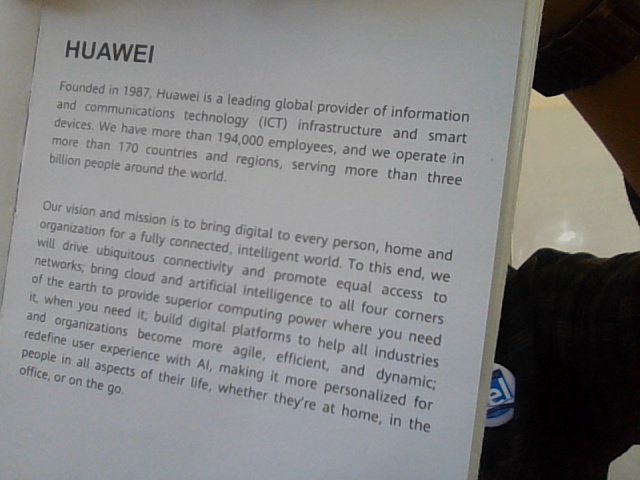 HUAWEI
Founded in 1987, Huawei is a leading global provider of information
and communications technology (ICT) infrastructure and smart
devices. We have more than 194,000 employees, and we operate in
more than 170 countries and regions, serving more than three
billion people around the world.
Our vision and mission is to bring digital to every person, home and
organization for a fully connected, intelligent world. To this end, we
will drive ubiquitous connectivity and promote equal access to
networks; bring cloud and artificial intelligence to all four corners
of the earth to provide superior computing power where you need
it, when you need it; build digital platforms to help all industries
and organizations become more agile, efficient, and dynamic;
redefine user experience with AI, making it more personalized for
people in all aspects of their life, whether they're at home, in the
office, or on the go.
el